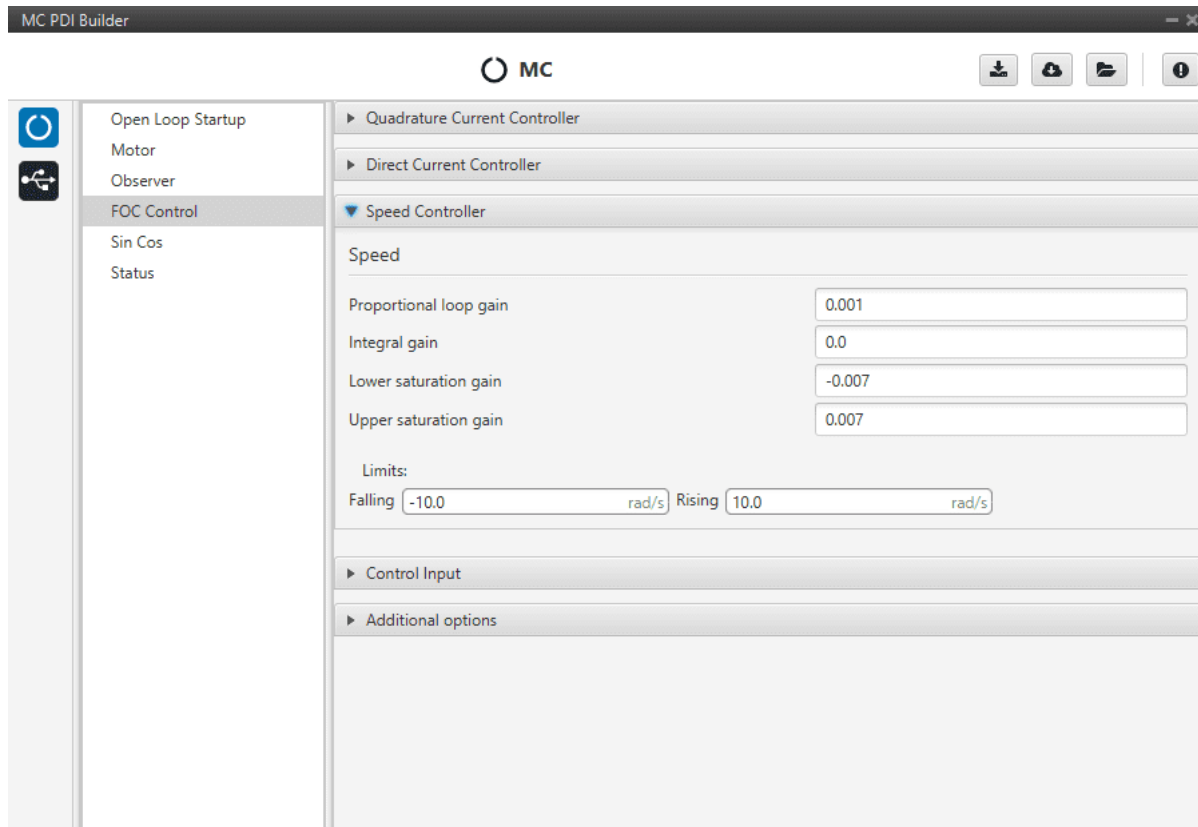 MC PDI Builder
MC
Open Loop Startup
Motor
Observer
FOC Control
Sin Cos
Status
Quadrature Current Controller
Direct Current Controller
Speed Controller
Speed
Proportional loop gain 0.001
Integral gain 0.0
Lower saturation gain -0.007
Upper saturation gain 0.007
Limits:
Falling -10.0 rad/s Rising 10.0 rad/s
Control Input
Additional options